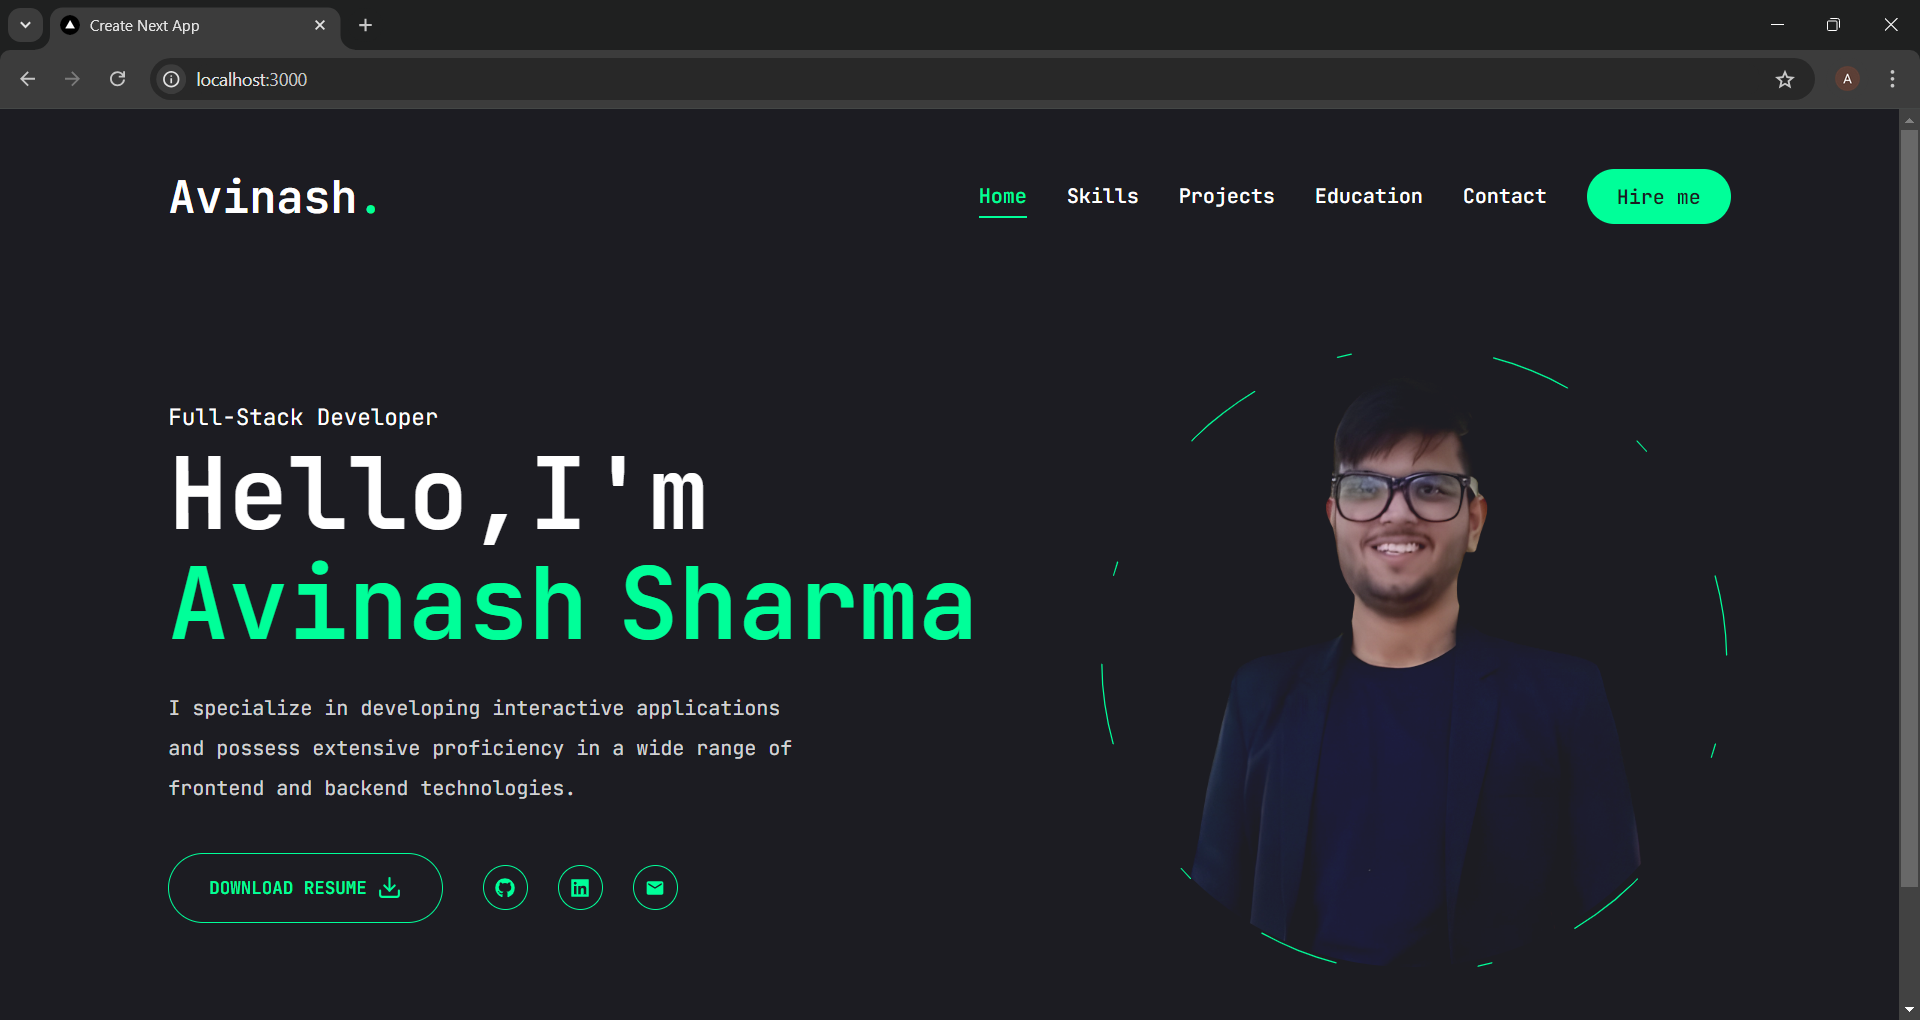 Create Next App
localhost:3000
A
Avinash.
Home Skills Projects Education Contact Hire me
Full-Stack Developer
Hello,I'm
Avinash Sharma
I specialize in developing interactive applications
and possess extensive proficiency in a wide range of
frontend and backend technologies.
DOWNLOAD RESUME
in